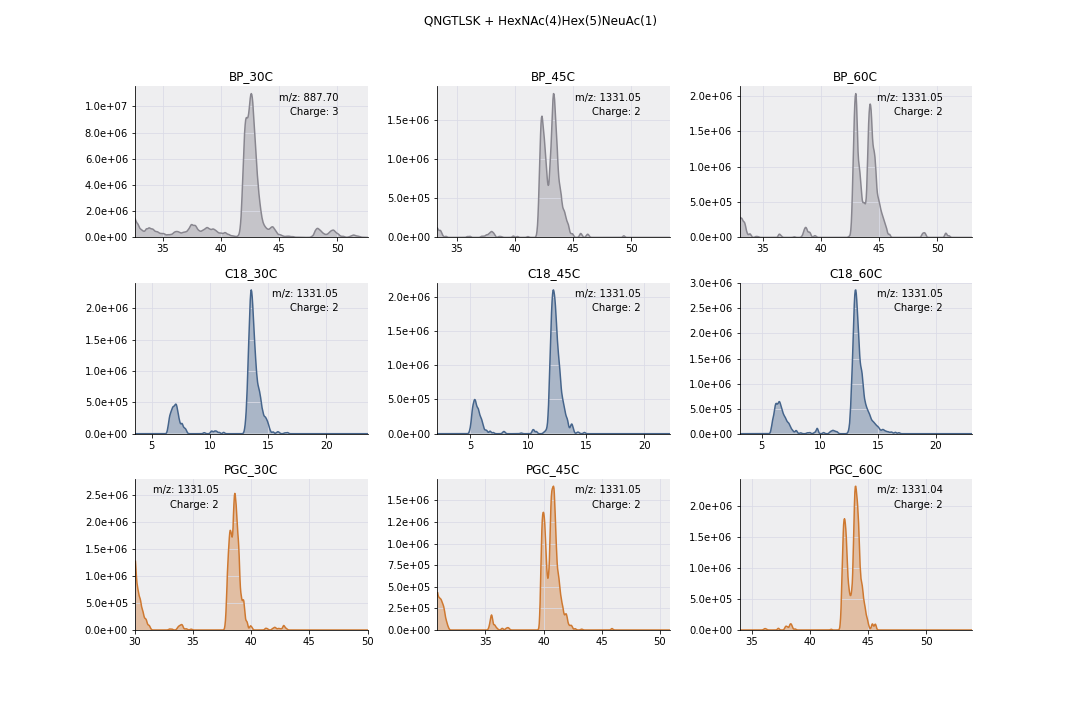 QNGTLSK + HexNAc(4)Hex(5)NeuAc(1)
BP_30C
m/z: 887.70
Charge: 3
1.0e+07
8.0e+06
6.0e+06
4.0e+06
2.0e+06
0.0e+00
35 40 45 50
BP_45C
m/z: 1331.05
Charge: 2
1.5e+06
1.0e+06
5.0e+05
0.0e+00
35 40 45 50
BP_60C
m/z: 1331.05
Charge: 2
2.0e+06
1.5e+06
1.0e+06
5.0e+05
0.0e+00
35 40 45 50
C18_30C
m/z: 1331.05
Charge: 2
2.0e+06
1.5e+06
1.0e+06
5.0e+05
0.0e+00
5 10 15 20
C18_45C
m/z: 1331.05
Charge: 2
2.0e+06
1.5e+06
1.0e+06
5.0e+05
0.0e+00
5 10 15 20
C18_60C
m/z: 1331.05
Charge: 2
3.0e+06
2.5e+06
2.0e+06
1.5e+06
1.0e+06
5.0e+05
0.0e+00
5 10 15 20
PGC_30C
m/z: 1331.05
Charge: 2
2.5e+06
2.0e+06
1.5e+06
1.0e+06
5.0e+05
0.0e+00
30 35 40 45 50
PGC_45C
m/z: 1331.05
Charge: 2
1.5e+06
1.2e+06
1.0e+06
7.5e+05
5.0e+05
2.5e+05
0.0e+00
35 40 45 50
PGC_60C
m/z: 1331.04
Charge: 2
2.0e+06
1.5e+06
1.0e+06
5.0e+05
0.0e+00
35 40 45 50